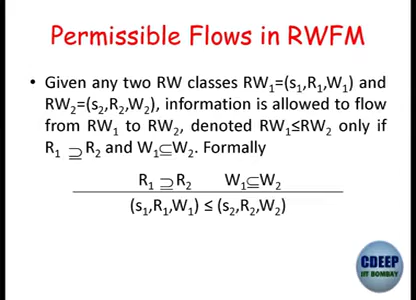 Permissible Flows in RWFM
• Given any two RW classes RW₁=(s₁,R₁,W₁) and
RW₂=(s₂,R₂,W₂), information is allowed to flow
from RW₁ to RW₂, denoted RW₁≤RW₂ only if
R₁ ⊇ R₂ and W₁⊆W₂. Formally
R₁ ⊇ R₂ W₁⊆W₂
(s₁,R₁,W₁) ≤ (s₂,R₂,W₂)
CDEEP
IIT BOMBAY